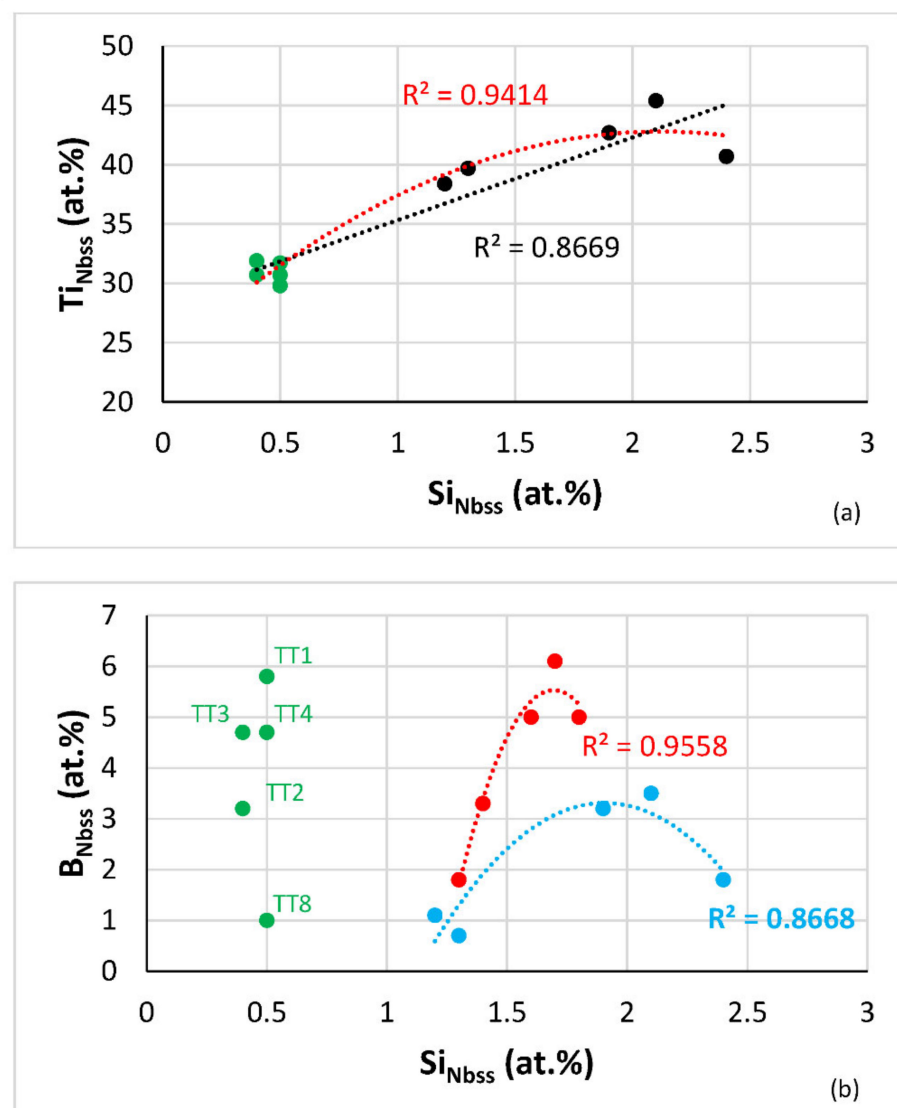 50
45
40
35
30
25
20
R² = 0.9414
R² = 0.8669
Ti_Nbss (at.%)
0 0.5 1 1.5 2 2.5 3
Si_Nbss (at.%)
(a)
7
6
5
4
3
2
1
0
TT1
TT3 TT4
TT2
TT8
R² = 0.9558
R² = 0.8668
B_Nbss (at.%)
0 0.5 1 1.5 2 2.5 3
Si_Nbss (at.%)
(b)